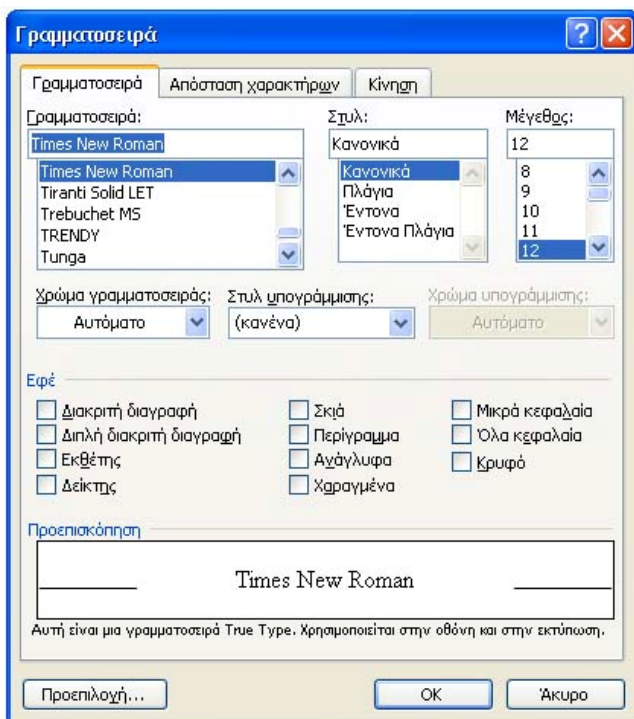 Γραμματοσειρά
Γραμματοσειρά Απόσταση χαρακτήρων Κίνηση
Γραμματοσειρά: Στυλ: Μέγεθος:
Times New Roman Κανονικά 12
Times New Roman Κανονικά 8
Tiranti Solid LET Πλάγια 9
Trebuchet MS Έντονα 10
TRENDY Έντονα Πλάγια 11
Tunga 12
Χρώμα γραμματοσειράς: Στυλ υπογράμμισης: Χρώμα υπογράμμισης:
Αυτόματο (κανένα) Αυτόματο
Εφέ
Διακριτή διαγραφή Σκιά Μικρά κεφαλαία
Διπλή διακριτή διαγραφή Περίγραμμα Όλα κεφαλαία
Εκθέτης Ανάγλυφα Κρυφό
Δείκτης Χαραγμένα
Προεπισκόπηση
Times New Roman
Αυτή είναι μια γραμματοσειρά True Type. Χρησιμοποιείται στην οθόνη και στην εκτύπωση.
Προεπιλογή... OK Άκυρο